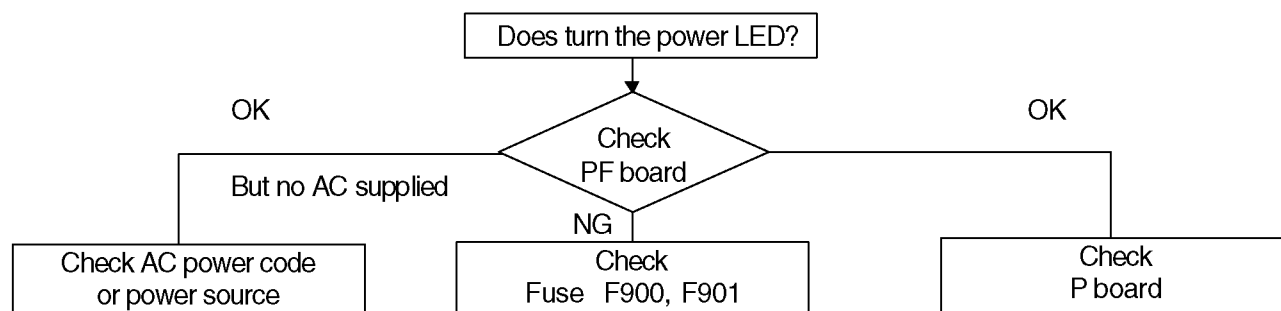 Does turn the power LED?
OK
OK
Check
PF board
But no AC supplied
NG
Check AC power code
or power source
Check
Fuse F900, F901
Check
P board